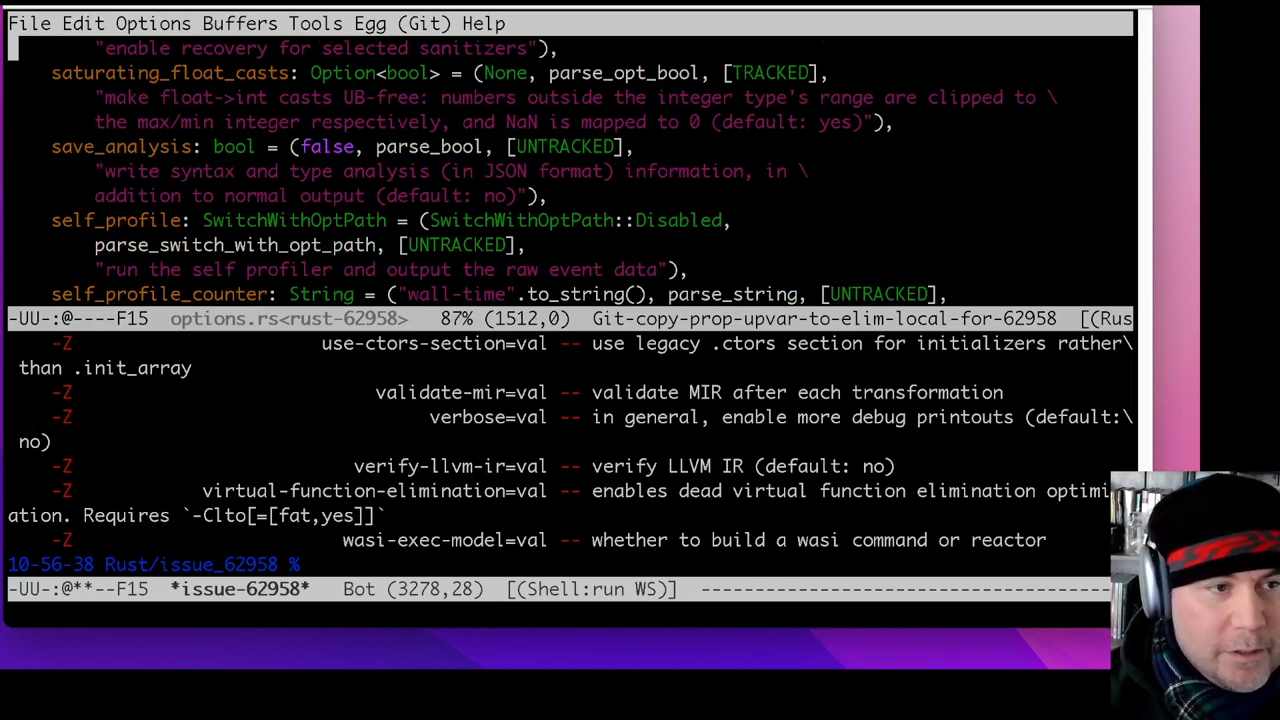 File Edit Options Buffers Tools Egg (Git) Help
"enable recovery for selected sanitizers"),
saturating_float_casts: Option<bool> = (None, parse_opt_bool, [TRACKED],
"make float->int casts UB-free: numbers outside the integer type's range are clipped to \
the max/min integer respectively, and NaN is mapped to 0 (default: yes)"),
save_analysis: bool = (false, parse_bool, [UNTRACKED],
"write syntax and type analysis (in JSON format) information, in \
addition to normal output (default: no)"),
self_profile: SwitchWithOptPath = (SwitchWithOptPath::Disabled,
parse_switch_with_opt_path, [UNTRACKED],
"run the self profiler and output the raw event data"),
self_profile_counter: String = ("wall-time".to_string(), parse_string, [UNTRACKED],
-UU-:@----F15  options.rs<rust-62958>   87% (1512,0)  Git-copy-prop-upvar-to-elim-local-for-62958  [(Rus
-Z                       use-ctors-section=val -- use legacy .ctors section for initializers rather\
than .init_array
-Z                            validate-mir=val -- validate MIR after each transformation
-Z                                 verbose=val -- in general, enable more debug printouts (default:\
no)
-Z                          verify-llvm-ir=val -- verify LLVM IR (default: no)
-Z            virtual-function-elimination=val -- enables dead virtual function elimination optimi
ation. Requires `-Clto[=[fat,yes]]`
-Z                         wasi-exec-model=val -- whether to build a wasi command or reactor
10-56-38 Rust/issue_62958 %
-UU-:@**--F15  *issue-62958*   Bot (3278,28)  [(Shell:run WS)] -----------------------------------